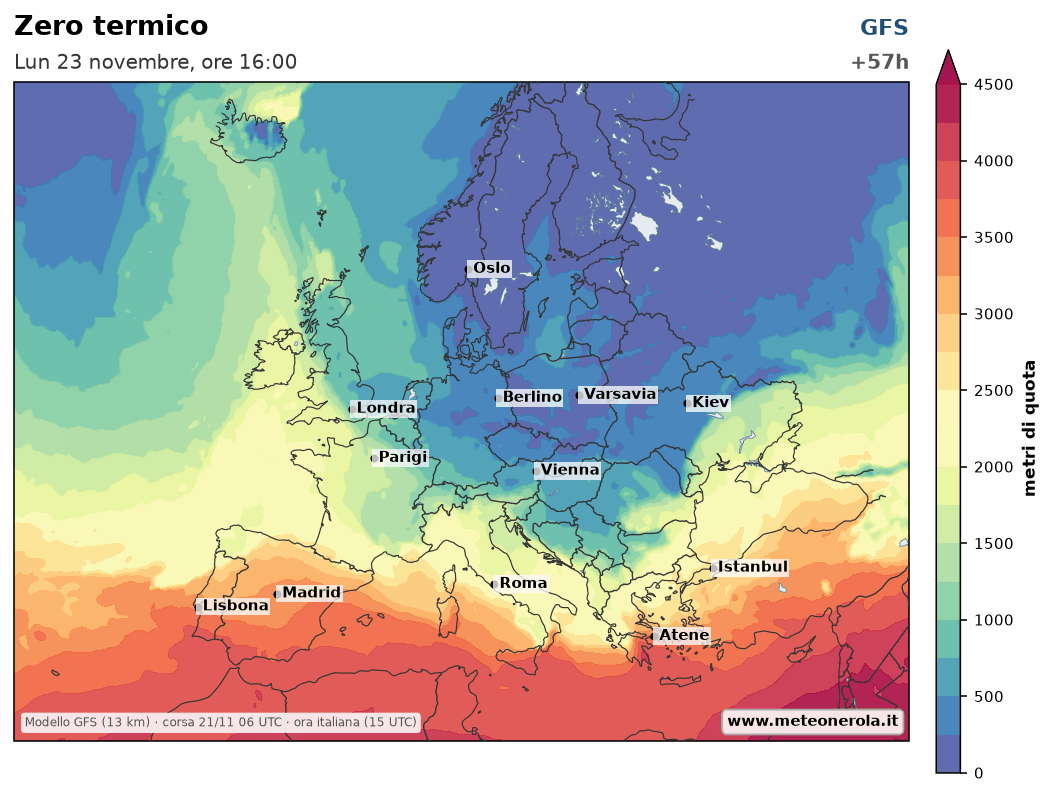 Zero termico
GFS
Lun 23 novembre, ore 16:00
+57h
Oslo
Londra
Berlino
Varsavia
Kiev
Parigi
Vienna
Roma
Istanbul
Madrid
Lisbona
Atene
Modello GFS (13 km) · corsa 21/11 06 UTC · ora italiana (15 UTC)
www.meteonerola.it
4500
4000
3500
3000
2500
2000
1500
1000
500
0
metri di quota